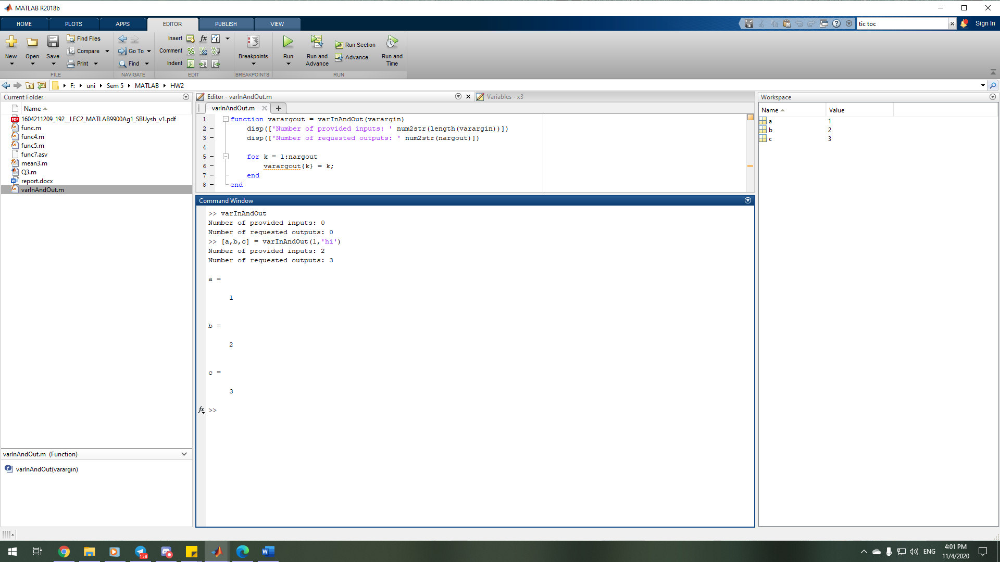 MATLAB R2018b
HOME PLOTS APPS EDITOR PUBLISH VIEW
tic toc
Sign In
New
Open
Save
Find Files
Compare
Print
FILE
Go To
Find
NAVIGATE
Insert
Comment
Indent
fx
EDIT
Breakpoints
BREAKPOINTS
Run
Run and Advance
Run Section
Advance
Run and Time
RUN
F: uni Sem 5 MATLAB HW2
Current Folder
Name
1604211209_192__LEC2_MATLAB9900Ag1_SBUysh_v1.pdf
func.m
func4.m
func5.m
func7.asv
mean3.m
Q3.m
report.docx
varInAndOut.m
varInAndOut.m (Function)
varInAndOut(varargin)
Editor - varInAndOut.m
Variables - x3
varInAndOut.m
1 function varargout = varInAndOut(varargin)
2 – disp(['Number of provided inputs: ' num2str(length(varargin))])
3 – disp(['Number of requested outputs: ' num2str(nargout)])
4
5 – for k = 1:nargout
6 – varargout{k} = k;
7 – end
8 – end
Command Window
>> varInAndOut
Number of provided inputs: 0
Number of requested outputs: 0
>> [a,b,c] = varInAndOut(1,'hi')
Number of provided inputs: 2
Number of requested outputs: 3
a =
1
b =
2
c =
3
fx >>
Workspace
Name Value
a 1
b 2
c 3
158
ENG
4:01 PM
11/4/2020